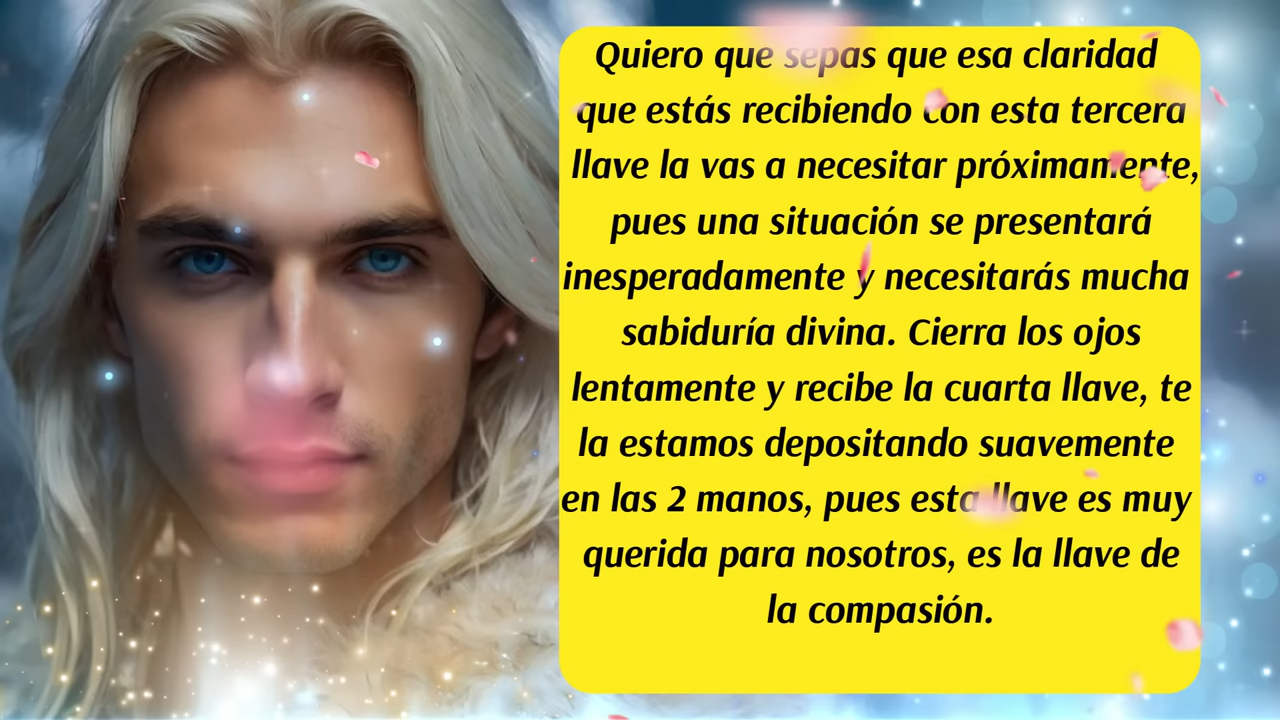 Quiero que sepas que esa claridad
que estás recibiendo con esta tercera
llave la vas a necesitar próximamente,
pues una situación se presentará
inesperadamente y necesitarás mucha
sabiduría divina. Cierra los ojos
lentamente y recibe la cuarta llave, te
la estamos depositando suavemente
en las 2 manos, pues esta llave es muy
querida para nosotros, es la llave de
la compasión.